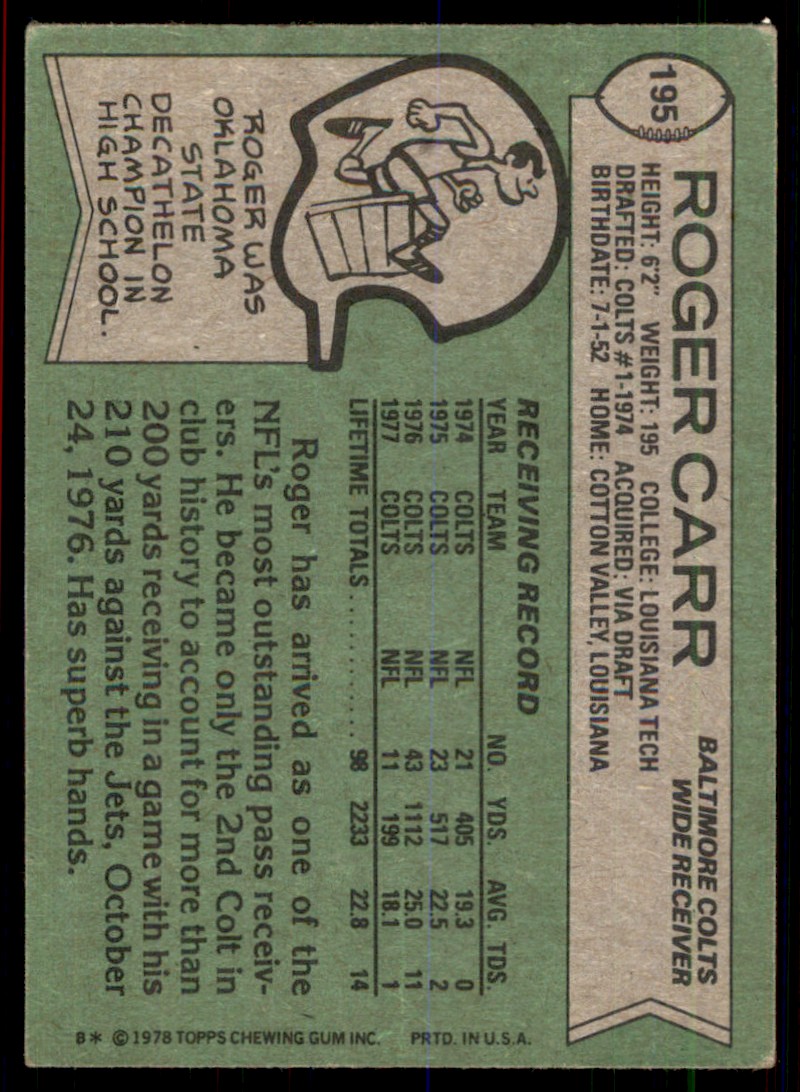 195
ROGER CARR
BALTIMORE COLTS
WIDE RECEIVER
HEIGHT: 6'2" WEIGHT: 195 COLLEGE: LOUISIANA TECH
DRAFTED: COLTS #1-1974 ACQUIRED: VIA DRAFT
BIRTHDATE: 7-1-52 HOME: COTTON VALLEY, LOUISIANA
ROGER WAS
OKLAHOMA
STATE
DECATHELON
CHAMPION IN
HIGH SCHOOL.
RECEIVING RECORD
YEAR TEAM NO. YDS. AVG. TDS.
1974 COLTS NFL 21 405 19.3 0
1975 COLTS NFL 23 517 22.5 2
1976 COLTS NFL 43 1112 25.0 11
1977 COLTS NFL 11 199 18.1 1
LIFETIME TOTALS ............. 98 2233 22.8 14
Roger has arrived as one of the
NFL's most outstanding pass receiv-
ers. He became only the 2nd Colt in
club history to account for more than
200 yards receiving in a game with his
210 yards against the Jets, October
24, 1976. Has superb hands.
8* © 1978 TOPPS CHEWING GUM INC. PRTD. IN U.S.A.